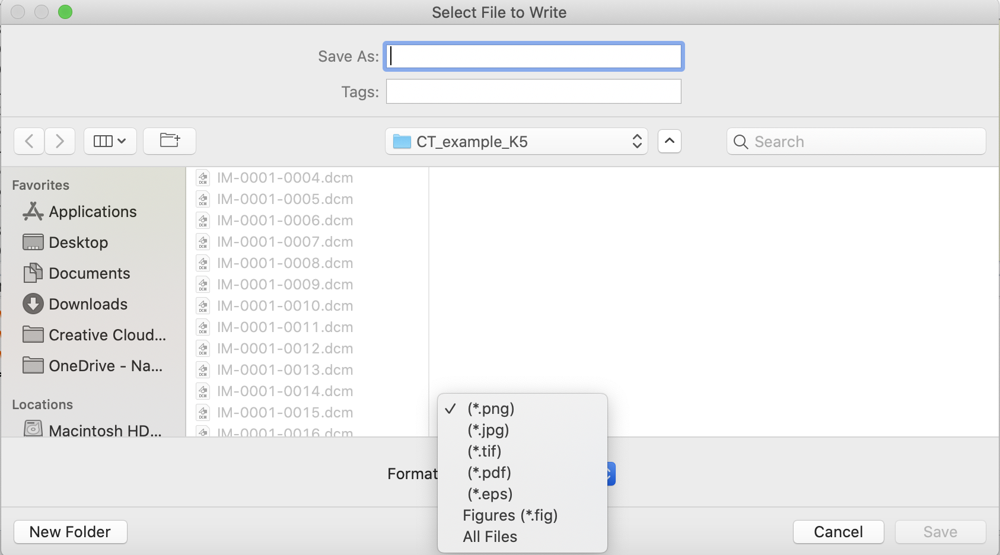 Select File to Write
Save As:
Tags:
CT_example_K5
Search
Favorites
Applications
Desktop
Documents
Downloads
Creative Cloud...
OneDrive - Na...
Locations
Macintosh HD...
IM-0001-0004.dcm
IM-0001-0005.dcm
IM-0001-0006.dcm
IM-0001-0007.dcm
IM-0001-0008.dcm
IM-0001-0009.dcm
IM-0001-0010.dcm
IM-0001-0011.dcm
IM-0001-0012.dcm
IM-0001-0013.dcm
IM-0001-0014.dcm
IM-0001-0015.dcm
IM-0001-0016.dcm
Format
(*.png)
(*.jpg)
(*.tif)
(*.pdf)
(*.eps)
Figures (*.fig)
All Files
New Folder
Cancel
Save